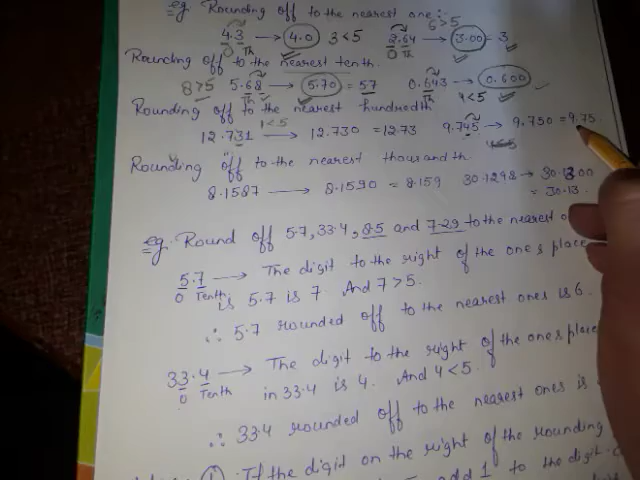 eg. Rounding off to the nearest one :-
6>5
4.3 → 4.0 3<5 2.64 → 3.00 = 3
O Th O Th
Rounding off to the nearest tenth.
8>5 5.68 → 5.70 = 57 0.643 → 0.600
Th Th 4<5
Rounding off to the nearest hundredth
1<5
12.731 → 12.730 = 12.73 9.745 → 9.750 = 9.75
Rounding off to the nearest thousandth.
8.1587 → 8.1590 = 8.159 30.1298 → 30.1300
= 30.13
eg. Round off 5.7, 33.4, 8.5 and 7.29 to the nearest
5.7 → The digit to the right of the ones place
O Tenth is 5.7 is 7. And 7>5.
∴ 5.7 rounded off to the nearest ones is 6.
33.4 → The digit to the right of the ones place
O Tenth in 33.4 is 4. And 4<5.
∴ 33.4 rounded off to the nearest ones is
① If the digit on the right of the rounding
add 1 to the digit